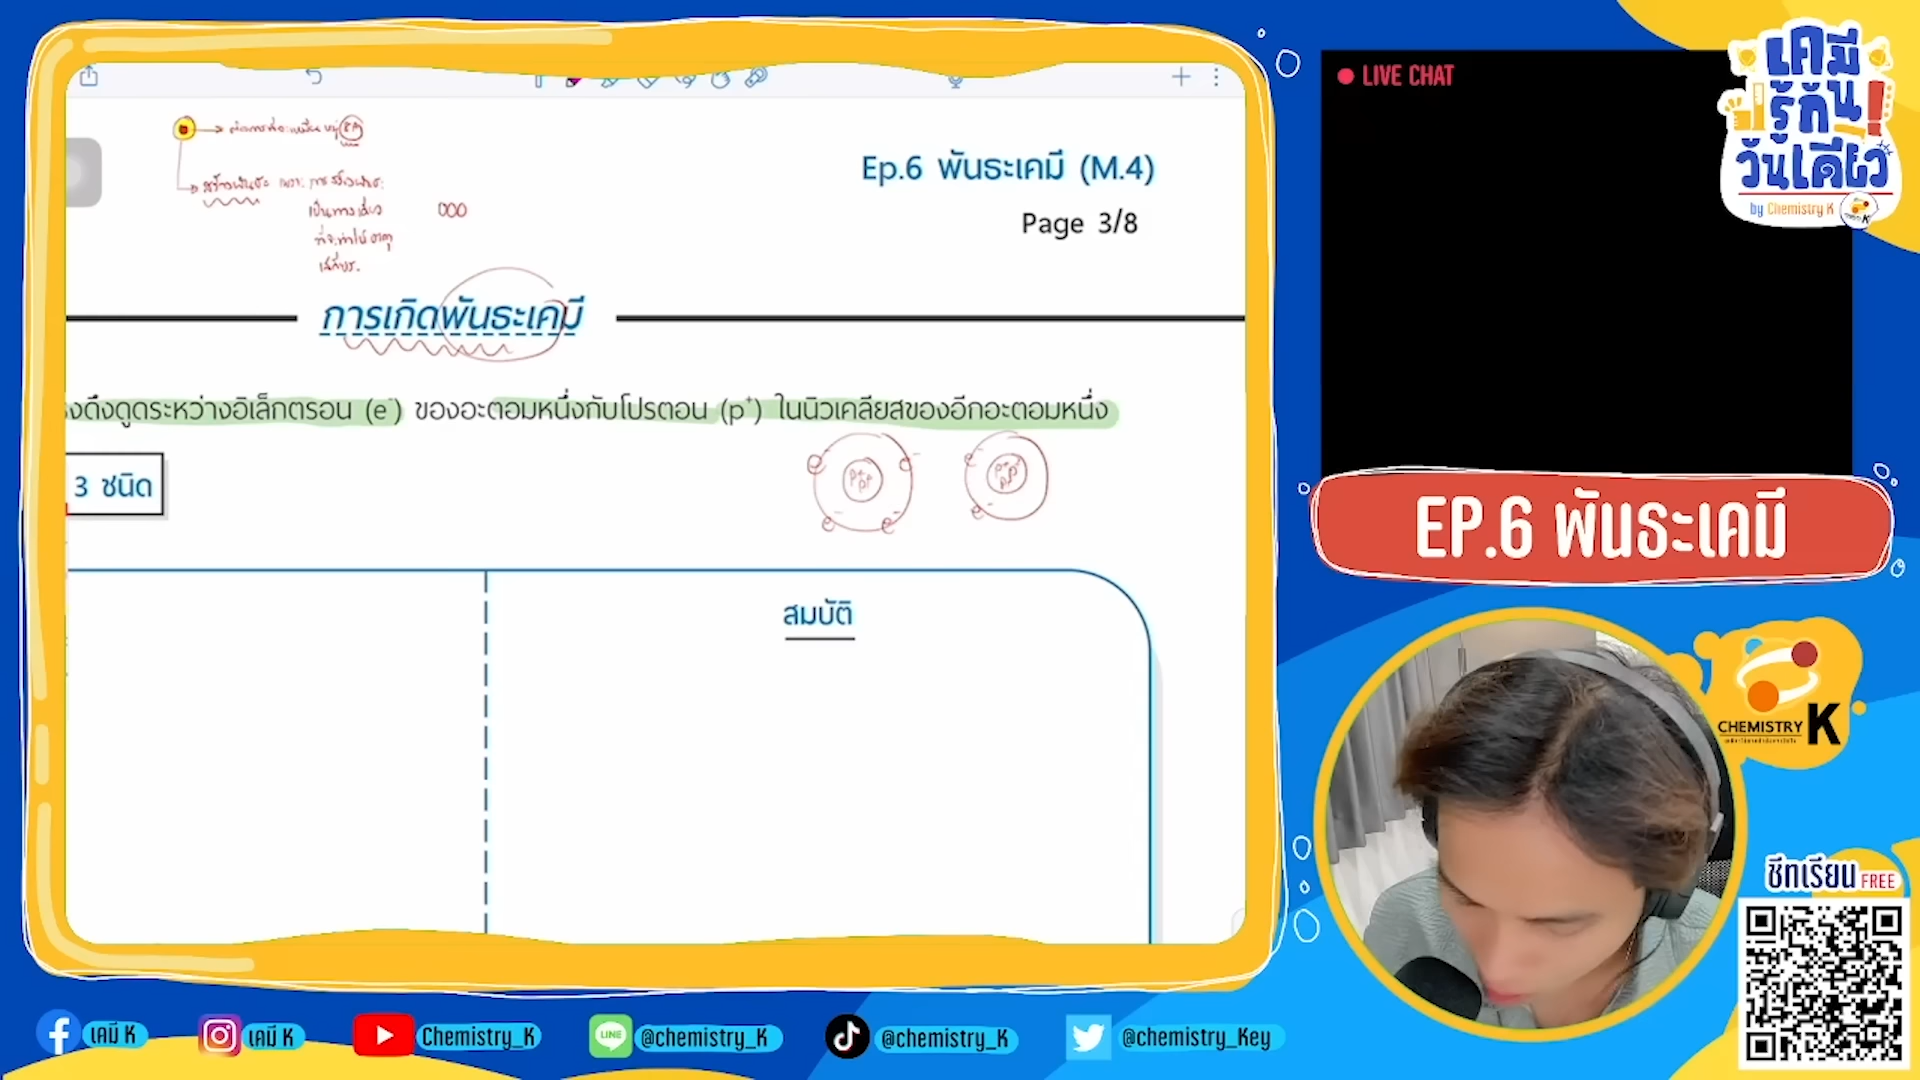 Ep.6 พันธะเคมี (M.4)
Page 3/8
การเกิดพันธะเคมี
งดึงดูดระหว่างอิเล็กตรอน (e⁻) ของอะตอมหนึ่งกับโปรตอน (p⁺) ในนิวเคลียสของอีกอะตอมหนึ่ง
3 ชนิด
สมบัติ
LIVE CHAT
เคมี
รู้กัน
วันเดียว!
by Chemistry K
EP.6 พันธะเคมี
CHEMISTRY K
ชีทเรียน FREE
เคมี K
เคมี K
Chemistry_K
LINE
@chemistry_K
@chemistry_K
@chemistry_Key